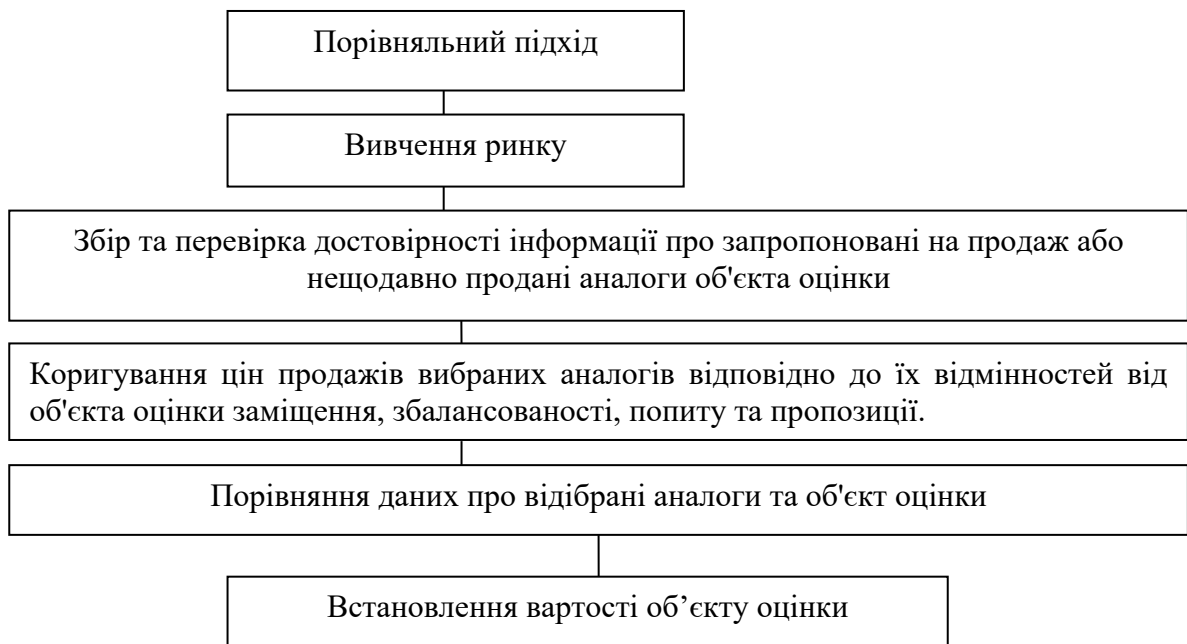 Порівняльний підхід
Вивчення ринку
Збір та перевірка достовірності інформації про запропоновані на продаж або
нещодавно продані аналоги об'єкта оцінки
Коригування цін продажів вибраних аналогів відповідно до їх відмінностей від
об'єкта оцінки заміщення, збалансованості, попиту та пропозиції.
Порівняння даних про відібрані аналоги та об'єкт оцінки
Встановлення вартості об’єкту оцінки